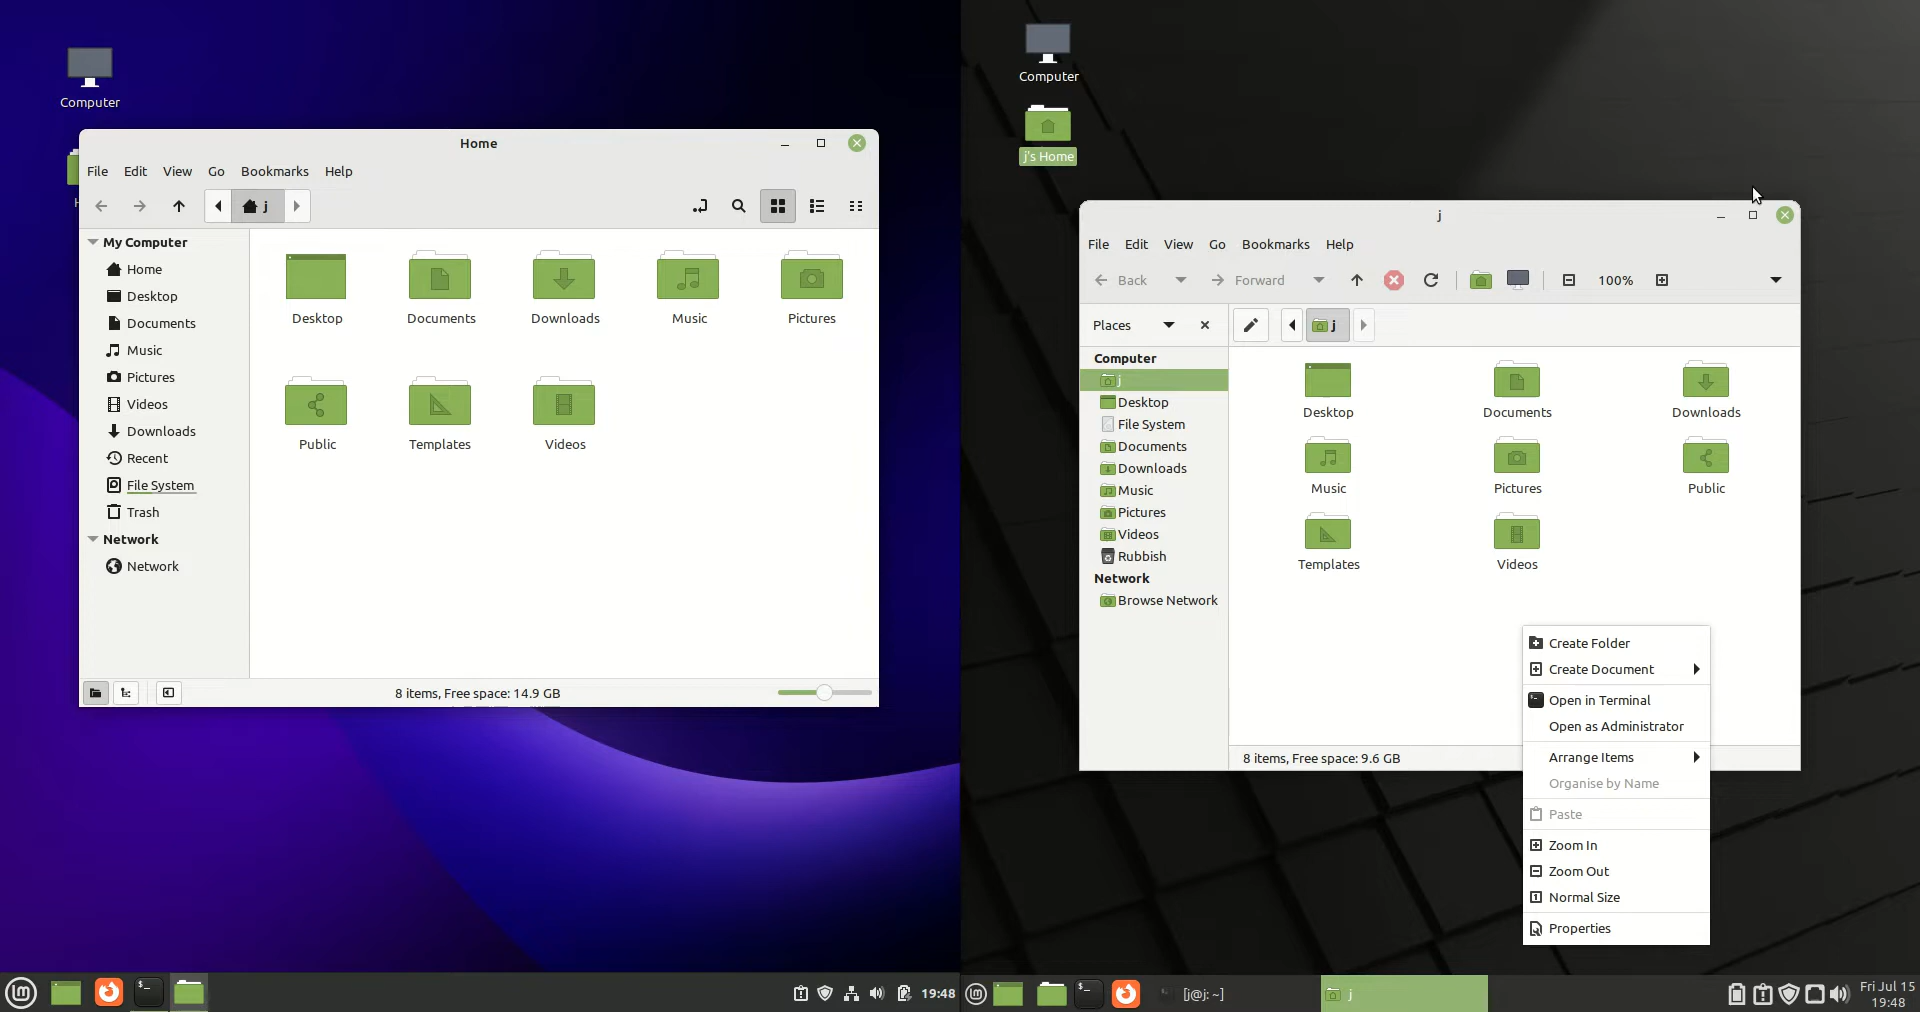 Computer
Home
File Edit View Go Bookmarks Help
j
My Computer
Home
Desktop
Documents
Music
Pictures
Videos
Downloads
Recent
File System
Trash
Network
Network
Desktop Documents Downloads Music Pictures
Public Templates Videos
8 items, Free space: 14.9 GB
19:48
Computer
j's Home
j
File Edit View Go Bookmarks Help
Back Forward 100%
Places j
Computer
j
Desktop
File System
Documents
Downloads
Music
Pictures
Videos
Rubbish
Network
Browse Network
Desktop Documents Downloads
Music Pictures Public
Templates Videos
8 items, Free space: 9.6 GB
Create Folder
Create Document
Open in Terminal
Open as Administrator
Arrange Items
Organise by Name
Paste
Zoom In
Zoom Out
Normal Size
Properties
[j@j: ~]
j
Fri Jul 15
19:48